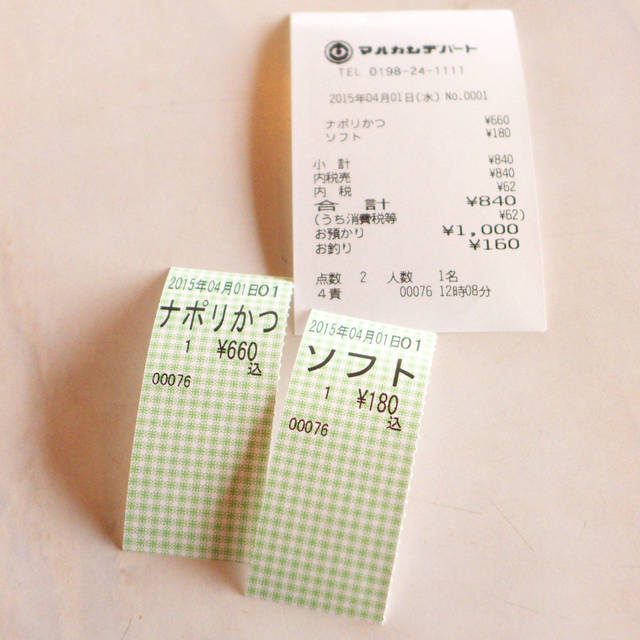 マルカンデパート
TEL 0198-24-1111
2015年04月01日(水) No.0001
ナポリかつ ¥660
ソフト ¥180
小 計 ¥840
内税売 ¥840
内 税 ¥62
合 計 ¥840
(うち消費税等 ¥62)
お預かり ¥1,000
お釣り ¥160
点数 2 人数 1名
4責 00076 12時08分
2015年04月01日01
ナポリかつ
1 ¥660
込
00076
2015年04月01日01
ソフト
1 ¥180
込
00076